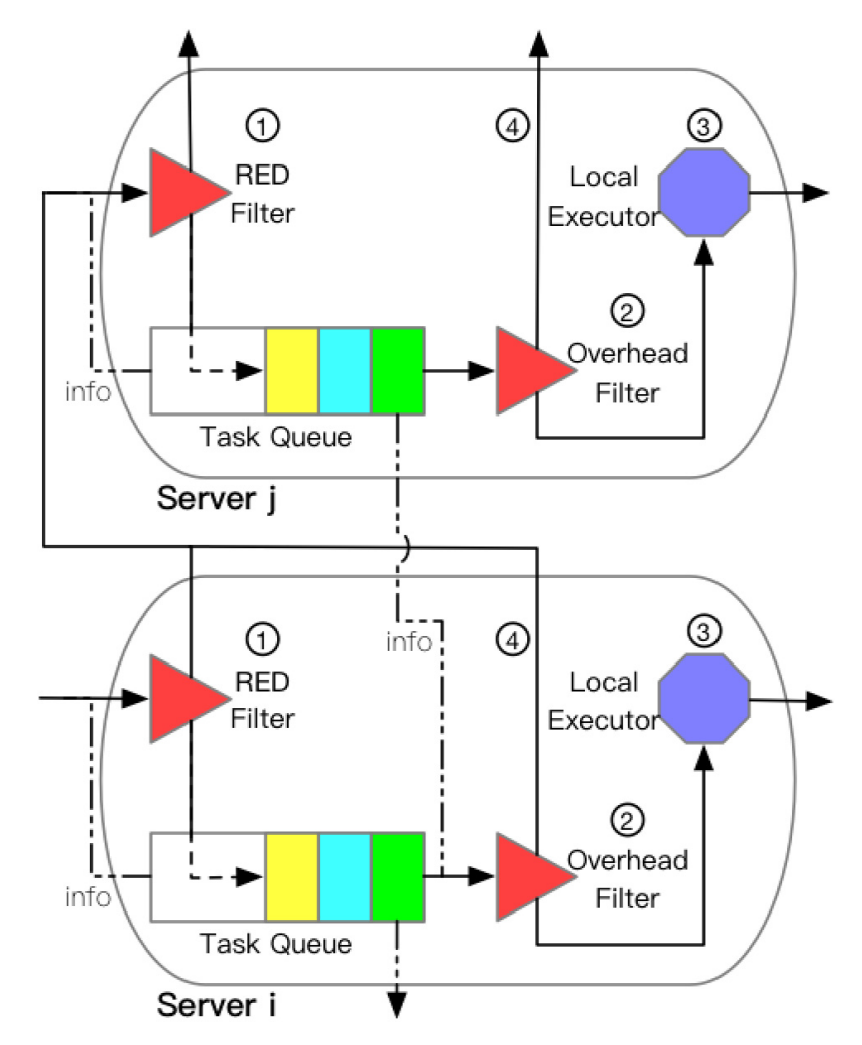 ①
RED
Filter
④
③
Local
Executor
②
Overhead
Filter
info
Task Queue
Server j
info
①
RED
Filter
④
③
Local
Executor
②
Overhead
Filter
info
Task Queue
Server i